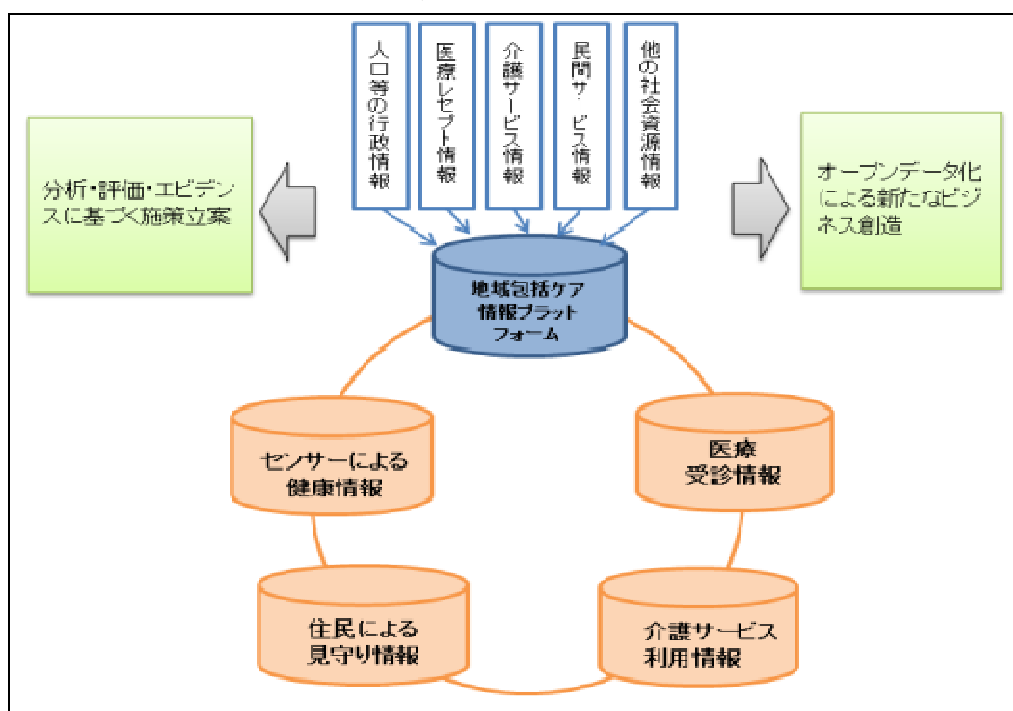 人口等の行政情報
医療レセプト情報
介護サービス情報
民間サービス情報
他の社会資源情報
分析・評価・エビデン
スに基づく施策立案
オープンデータ化
による新たなビジ
ネス創造
地域包括ケア
情報プラット
フォーム
センサーによる
健康情報
医療
受診情報
住民による
見守り情報
介護サービス
利用情報